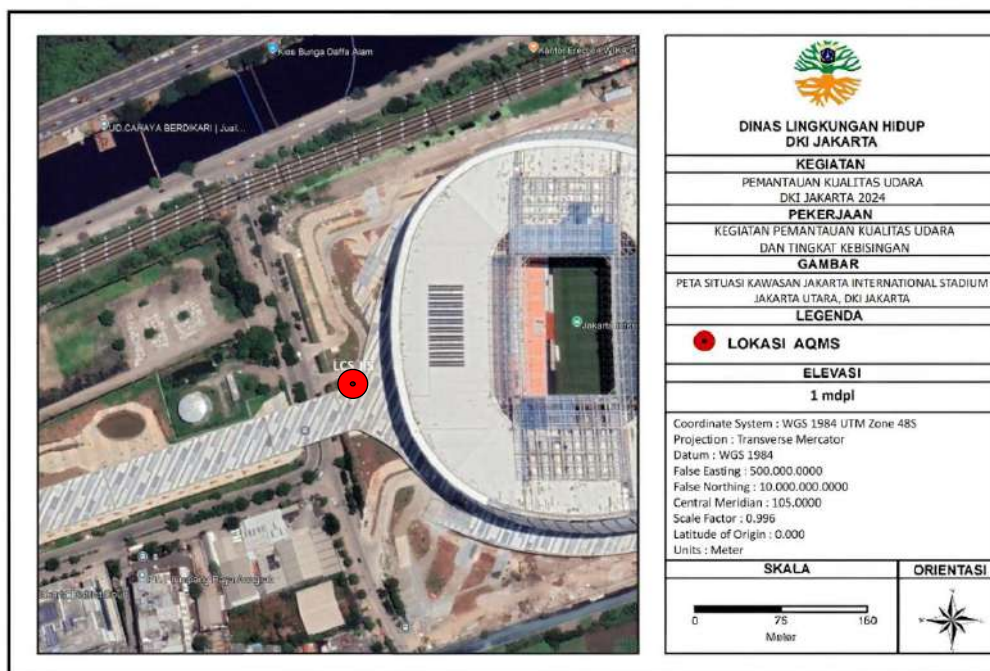 Kios Bunga Daffa Alam
UD.CAHAYA BERDIKARI | Jual...
DINAS LINGKUNGAN HIDUP
DKI JAKARTA
KEGIATAN
PEMANTAUAN KUALITAS UDARA
DKI JAKARTA 2024
PEKERJAAN
KEGIATAN PEMANTAUAN KUALITAS UDARA
DAN TINGKAT KEBISINGAN
GAMBAR
PETA SITUASI KAWASAN JAKARTA INTERNATIONAL STADIUM
JAKARTA UTARA, DKI JAKARTA
LEGENDA
LOKASI AQMS
ELEVASI
1 mdpl
Coordinate System : WGS 1984 UTM Zone 48S
Projection : Transverse Mercator
Datum : WGS 1984
False Easting : 500.000.0000
False Northing : 10.000.000.0000
Central Meridian : 105.0000
Scale Factor : 0.996
Latitude of Origin : 0.000
Units : Meter
SKALA
0 75 150
Meter
ORIENTASI